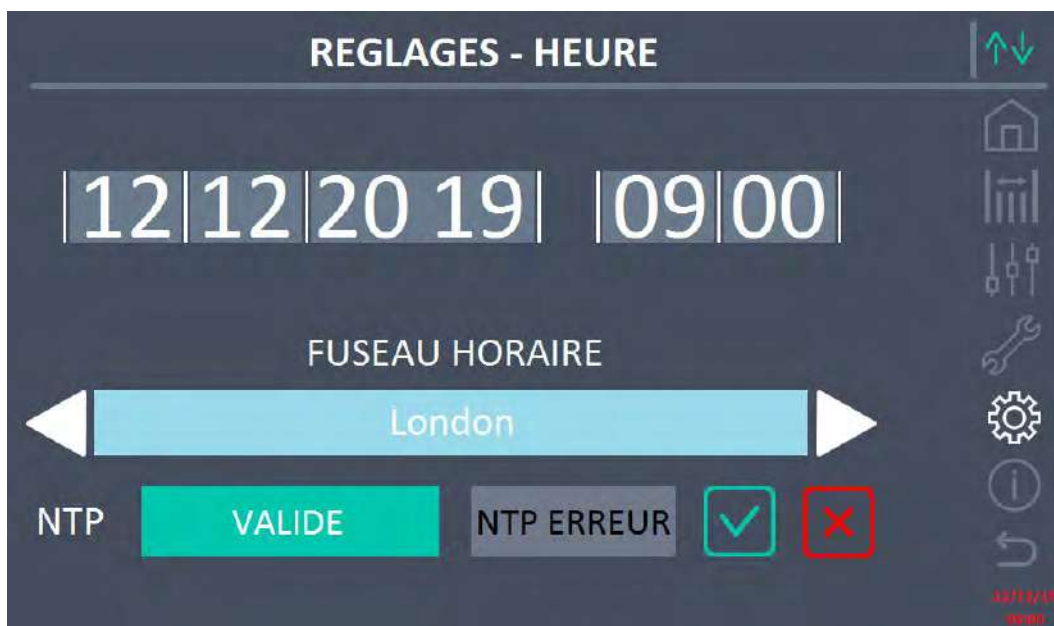 REGLAGES - HEURE
12 12 20 19 09 00
FUSEAU HORAIRE
London
NTP VALIDE NTP ERREUR